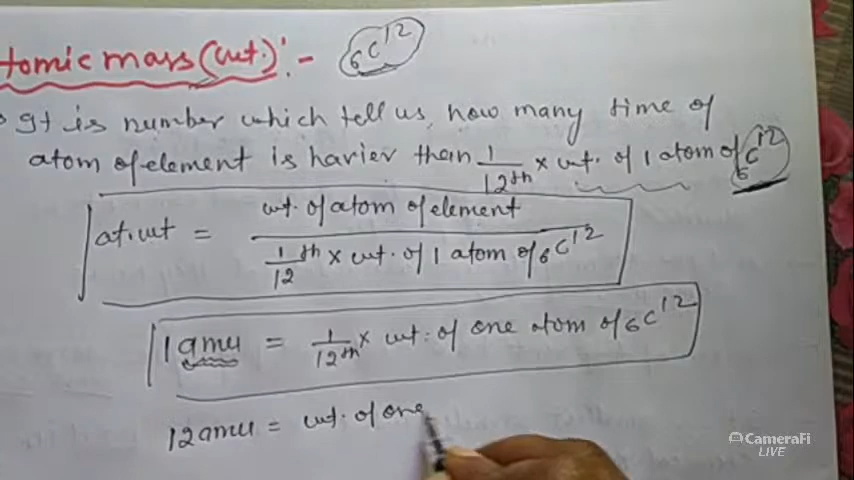 tomic mass (wt.) :- ₆C¹²
It is number which tell us, how many time of
atom of element is harier then 1/12th × wt. of 1 atom of ₆C¹²
at.wt = wt. of atom of element
1/12 th × wt. of 1 atom of ₆C¹²
1 amu = 1/12th × wt. of one atom of ₆C¹²
12 amu = wt. of one
CameraFi
LIVE